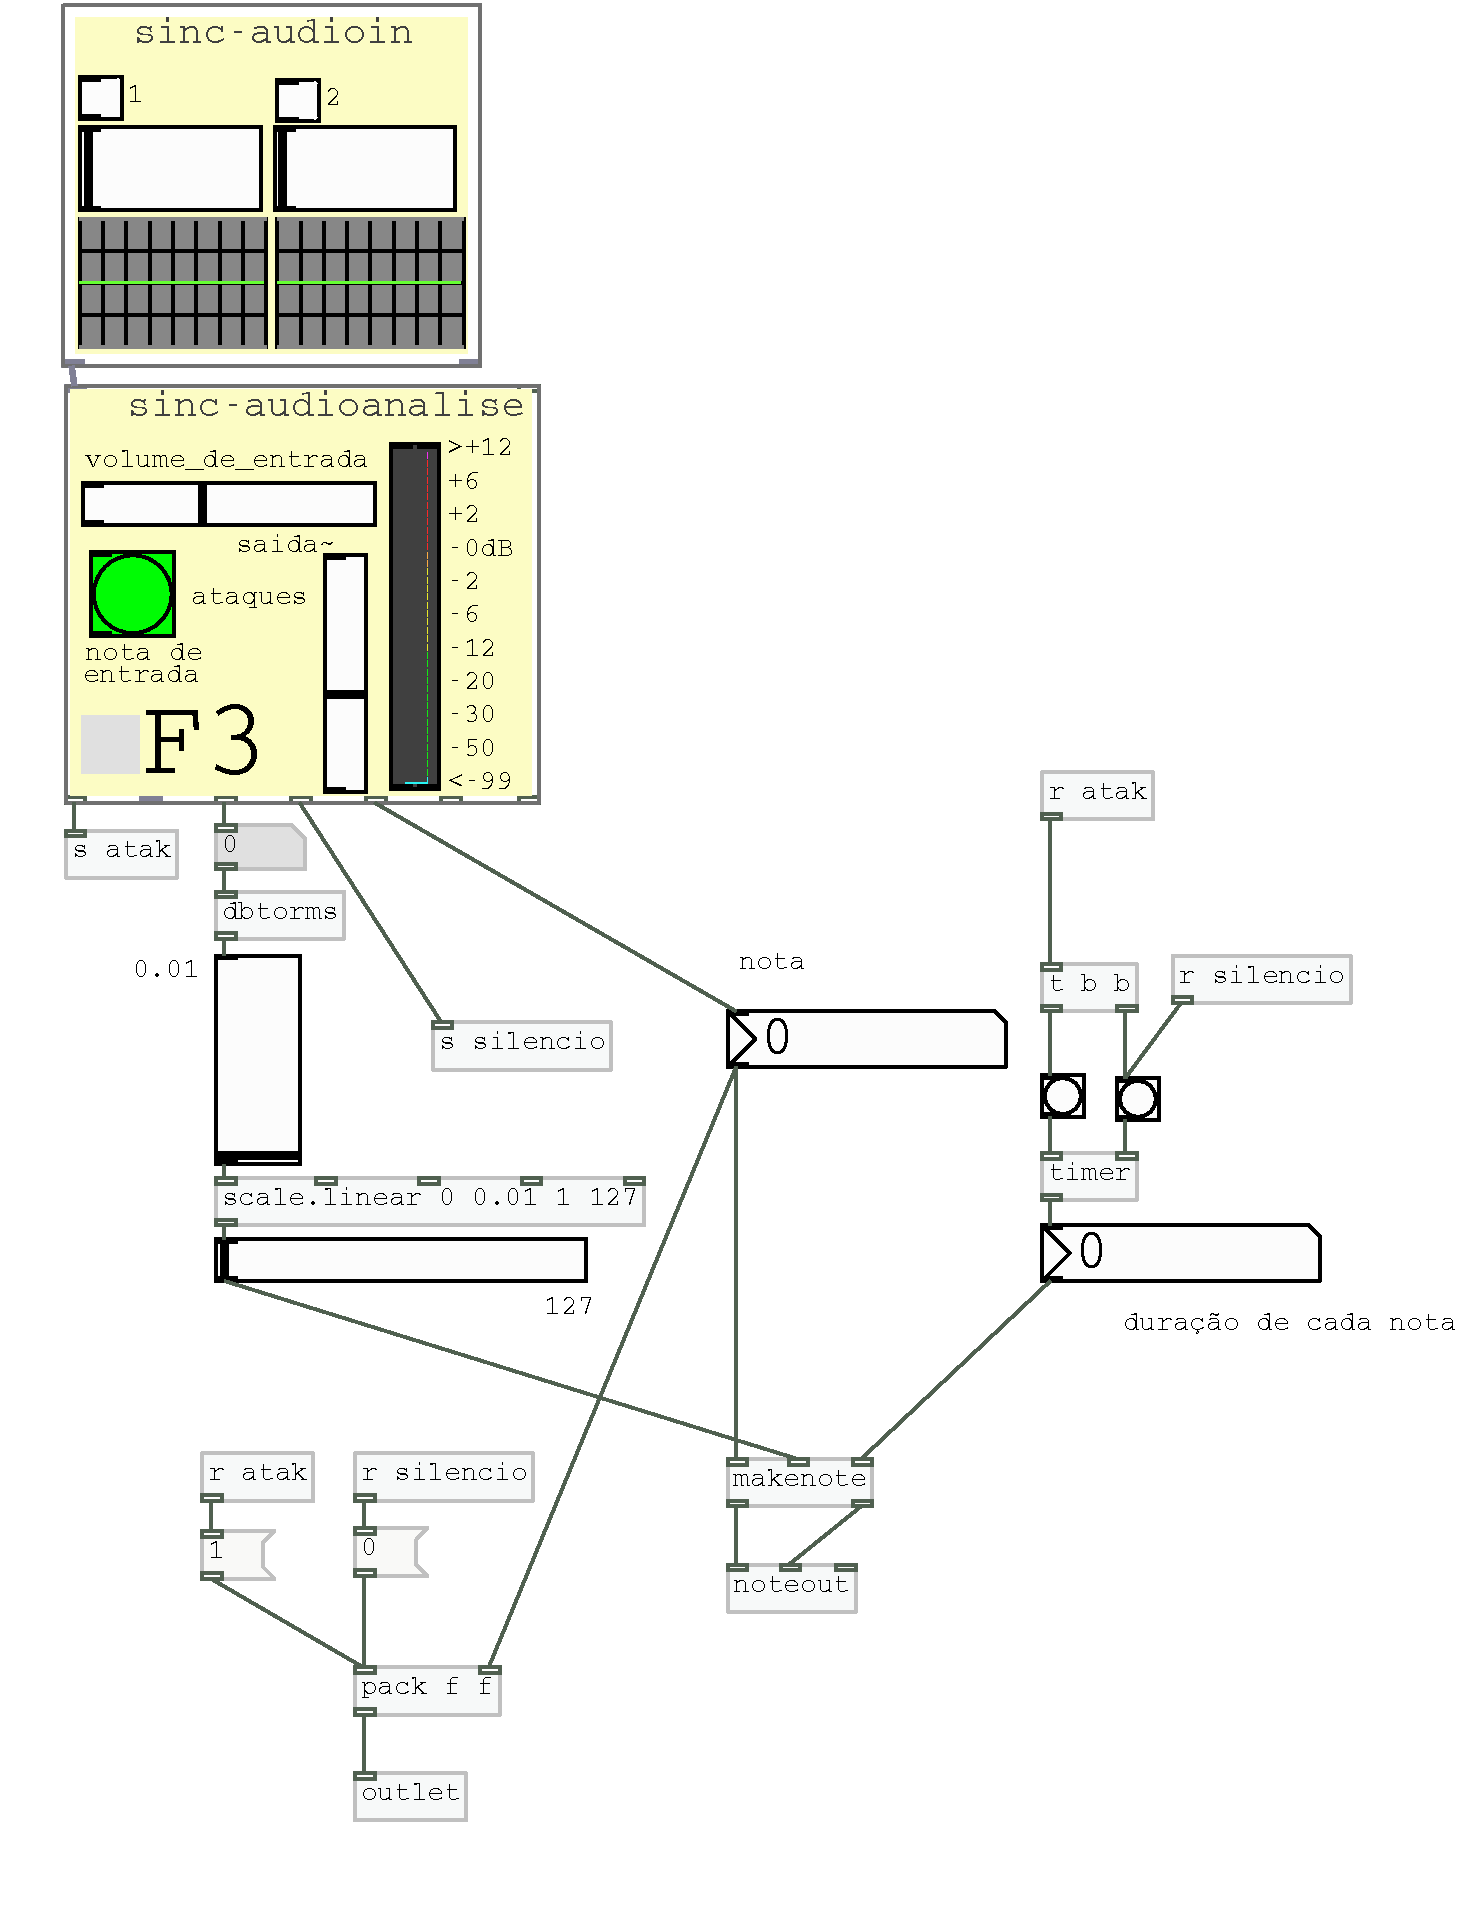 sinc-audioin
1
2
sinc-audioanalise
volume_de_entrada
>+12
+6
+2
-0dB
-2
-6
-12
-20
-30
-50
<-99
saida~
ataques
nota de
entrada
F3
s atak
0
dbtorms
0.01
s silencio
scale.linear 0 0.01 1 127
127
nota
0
r atak
t b b
r silencio
timer
0
duração de cada nota
r atak
r silencio
1
0
makenote
noteout
pack f f
outlet